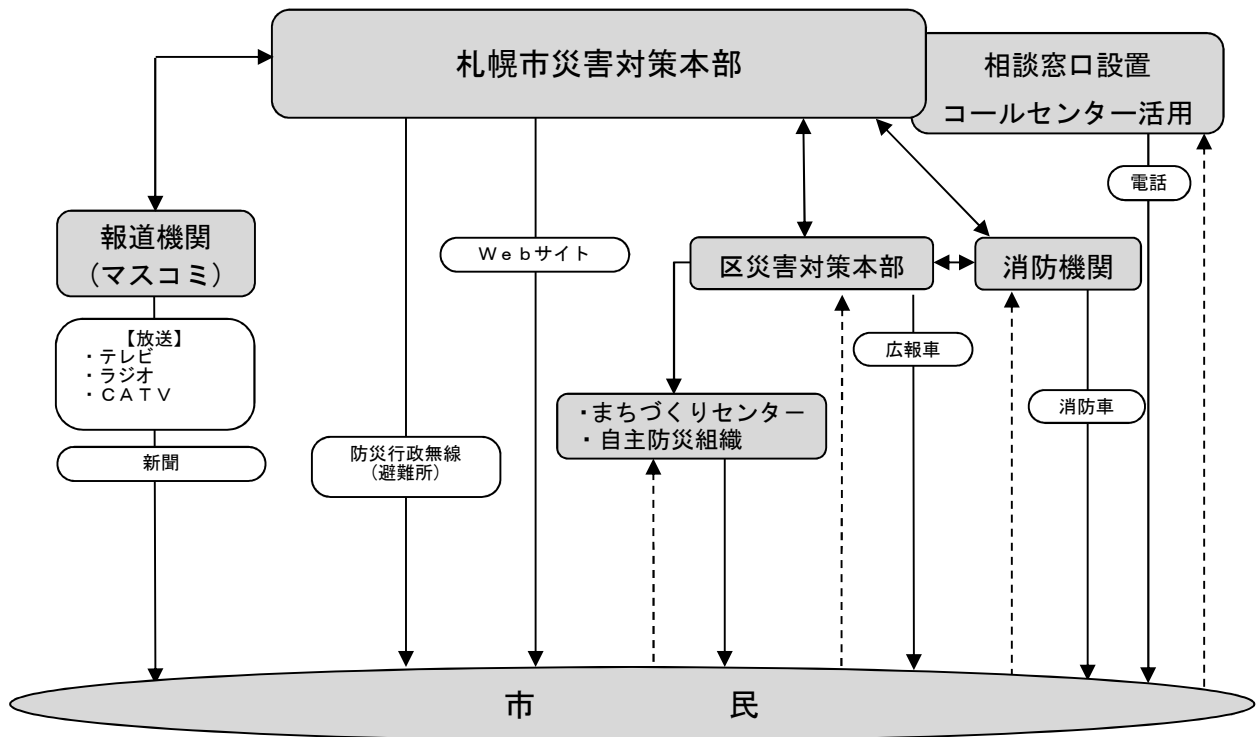 札幌市災害対策本部
相談窓口設置
コールセンター活用
電話
報道機関
(マスコミ)
Ｗｅｂサイト
区災害対策本部
消防機関
【放送】
・テレビ
・ラジオ
・ＣＡＴＶ
広報車
・まちづくりセンター
・自主防災組織
消防車
新聞
防災行政無線
(避難所)
市 民